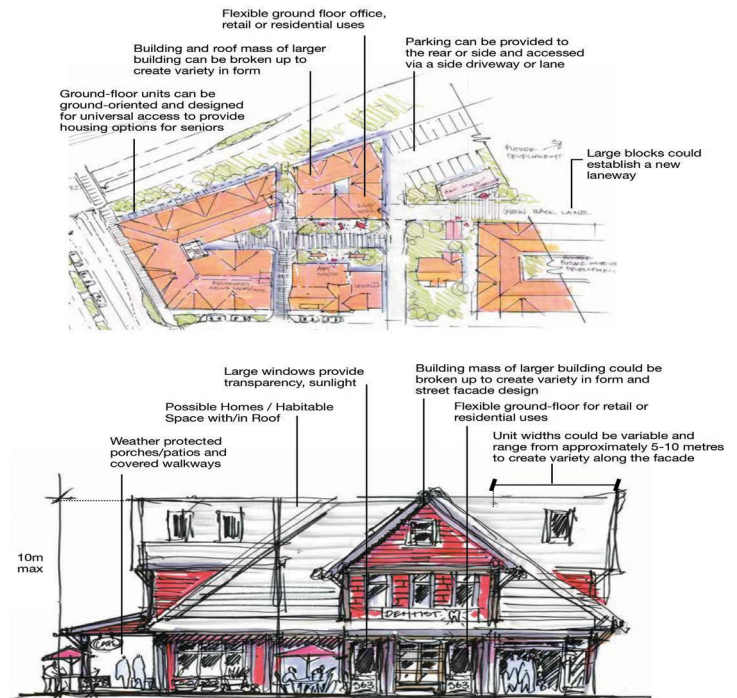 Flexible ground floor office,
retail or residential uses
Building and roof mass of larger
building can be broken up to
create variety in form
Parking can be provided to
the rear or side and accessed
via a side driveway or lane
Ground-floor units can be
ground-oriented and designed
for universal access to provide
housing options for seniors
Large blocks could
establish a new
laneway
FUTURE
DEVELOPMENT
NEW BACK LANE
Large windows provide
transparency, sunlight
Building mass of larger building could be
broken up to create variety in form and
street facade design
Possible Homes / Habitable
Space with/in Roof
Flexible ground-floor for retail or
residential uses
Weather protected
porches/patios and
covered walkways
Unit widths could be variable and
range from approximately 5-10 metres
to create variety along the facade
10m
max
DENTIST
CAFE
363
363